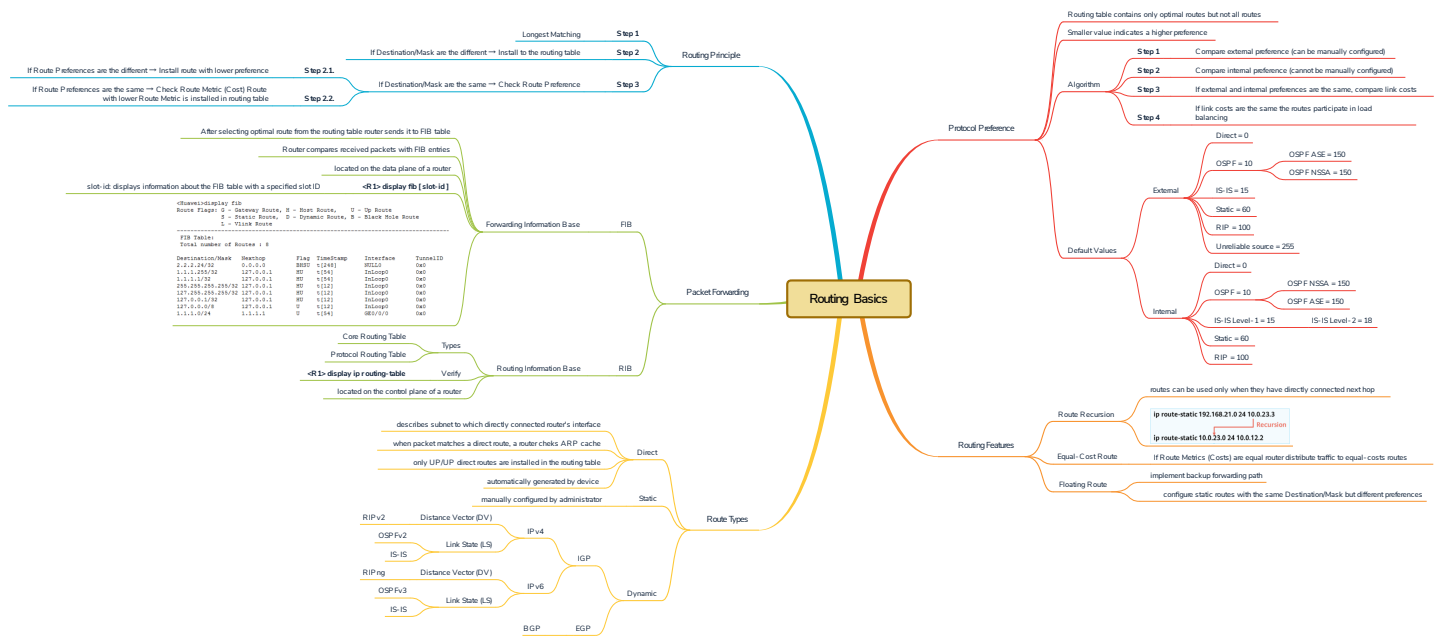 Routing Basics
Routing Principle
Step 1
Longest Matching
Step 2
If Destination/Mask are the different → Install to the routing table
Step 3
If Destination/Mask are the same → Check Route Preference
Step 2.1.
If Route Preferences are the different → Install route with lower preference
Step 2.2.
If Route Preferences are the same → Check Route Metric (Cost) Route
with lower Route Metric is installed in routing table
Packet Forwarding
FIB
Forwarding Information Base
After selecting optimal route from the routing table router sends it to FIB table
Router compares received packets with FIB entries
located on the data plane of a router
<R1> display fib [ slot-id ]
slot-id: displays information about the FIB table with a specified slot ID
<Huawei>display fib
Route Flags: G - Gateway Route, H - Host Route, U - Up Route
S - Static Route, D - Dynamic Route, B - Black Hole Route
L - Vlink Route
FIB Table:
Total number of Routes : 8
Destination/Mask Nexthop Flag TimeStamp Interface TunnelID
2.2.2.24/32 0.0.0.0 BHSU t[248] NULL0 0x0
1.1.1.255/32 127.0.0.1 HU t[54] InLoop0 0x0
1.1.1.1/32 127.0.0.1 HU t[54] InLoop0 0x0
255.255.255.255/32 127.0.0.1 HU t[12] InLoop0 0x0
127.255.255.255/32 127.0.0.1 HU t[12] InLoop0 0x0
127.0.0.1/32 127.0.0.1 HU t[12] InLoop0 0x0
127.0.0.0/8 127.0.0.1 U t[12] InLoop0 0x0
1.1.1.0/24 1.1.1.1 U t[54] GE0/0/0 0x0
RIB
Routing Information Base
Types
Core Routing Table
Protocol Routing Table
Verify
<R1> display ip routing-table
located on the control plane of a router
Route Types
Direct
describes subnet to which directly connected router's interface
when packet matches a direct route, a router cheks ARP cache
only UP/UP direct routes are installed in the routing table
automatically generated by device
Static
manually configured by administrator
Dynamic
IGP
IPv4
Distance Vector (DV)
RIPv2
Link State (LS)
OSPFv2
IS-IS
IPv6
Distance Vector (DV)
RIPng
Link State (LS)
OSPFv3
IS-IS
EGP
BGP
Protocol Preference
Routing table contains only optimal routes but not all routes
Smaller value indicates a higher preference
Algorithm
Step 1
Compare external preference (can be manually configured)
Step 2
Compare internal preference (cannot be manually configured)
Step 3
If external and internal preferences are the same, compare link costs
Step 4
If link costs are the same the routes participate in load
balancing
Default Values
External
Direct = 0
OSPF = 10
OSPF ASE = 150
OSPF NSSA = 150
IS-IS = 15
Static = 60
RIP = 100
Unreliable source = 255
Internal
Direct = 0
OSPF = 10
OSPF NSSA = 150
OSPF ASE = 150
IS-IS Level-1 = 15
IS-IS Level-2 = 18
Static = 60
RIP = 100
Routing Features
Route Recursion
routes can be used only when they have directly connected next hop
ip route-static 192.168.21.0 24 10.0.23.3
Recursion
ip route-static 10.0.23.0 24 10.0.12.2
Equal-Cost Route
If Route Metrics (Costs) are equal router distribute traffic to equal-costs routes
Floating Route
implement backup forwarding path
configure static routes with the same Destination/Mask but different preferences